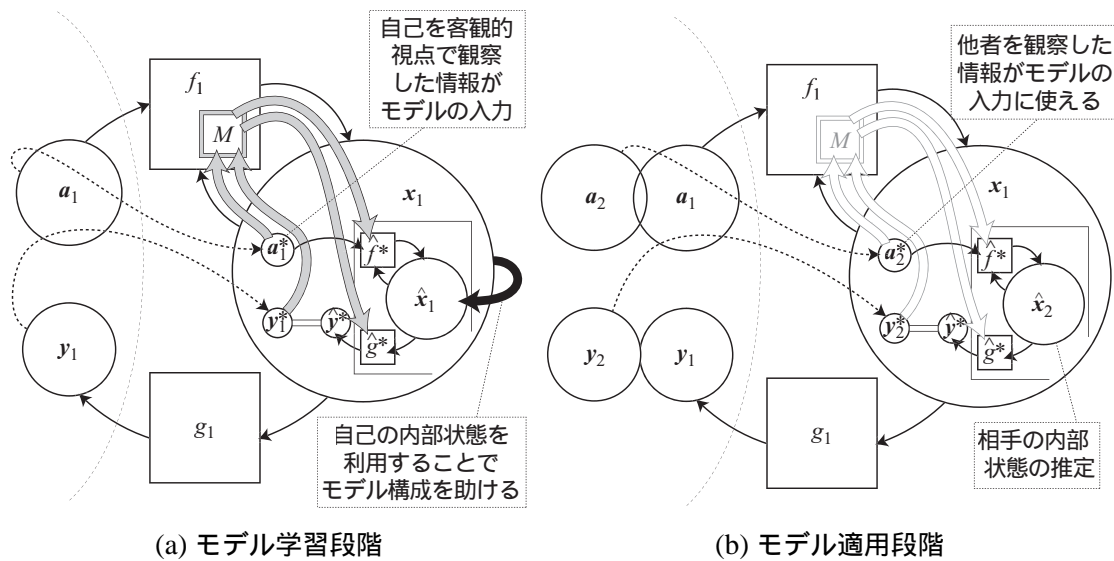 自己を客観的
視点で観察
した情報が
モデルの入力
f₁
M
a₁
x₁
a₁*
f̂*
x̂₁
y₁*
ŷ*
ĝ*
y₁
g₁
自己の内部状態を
利用することで
モデル構成を助ける
(a) モデル学習段階
他者を観察した
情報がモデルの
入力に使える
f₁
M
a₂
a₁
x₁
a₂*
f̂*
x̂₂
y₂*
ŷ*
ĝ*
y₂
y₁
g₁
相手の内部
状態の推定
(b) モデル適用段階